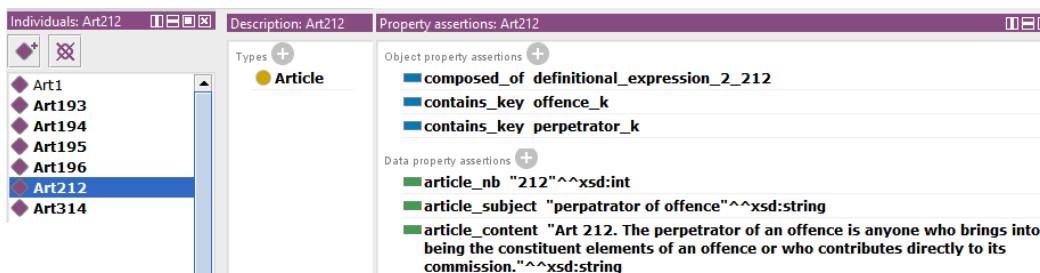 Individuals: Art212
Art1
Art193
Art194
Art195
Art196
Art212
Art314
Description: Art212
Types
Article
Property assertions: Art212
Object property assertions
composed_of definitional_expression_2_212
contains_key offence_k
contains_key perpetrator_k
Data property assertions
article_nb "212"^^xsd:int
article_subject "perpatrator of offence"^^xsd:string
article_content "Art 212. The perpetrator of an offence is anyone who brings into
being the constituent elements of an offence or who contributes directly to its
commission."^^xsd:string